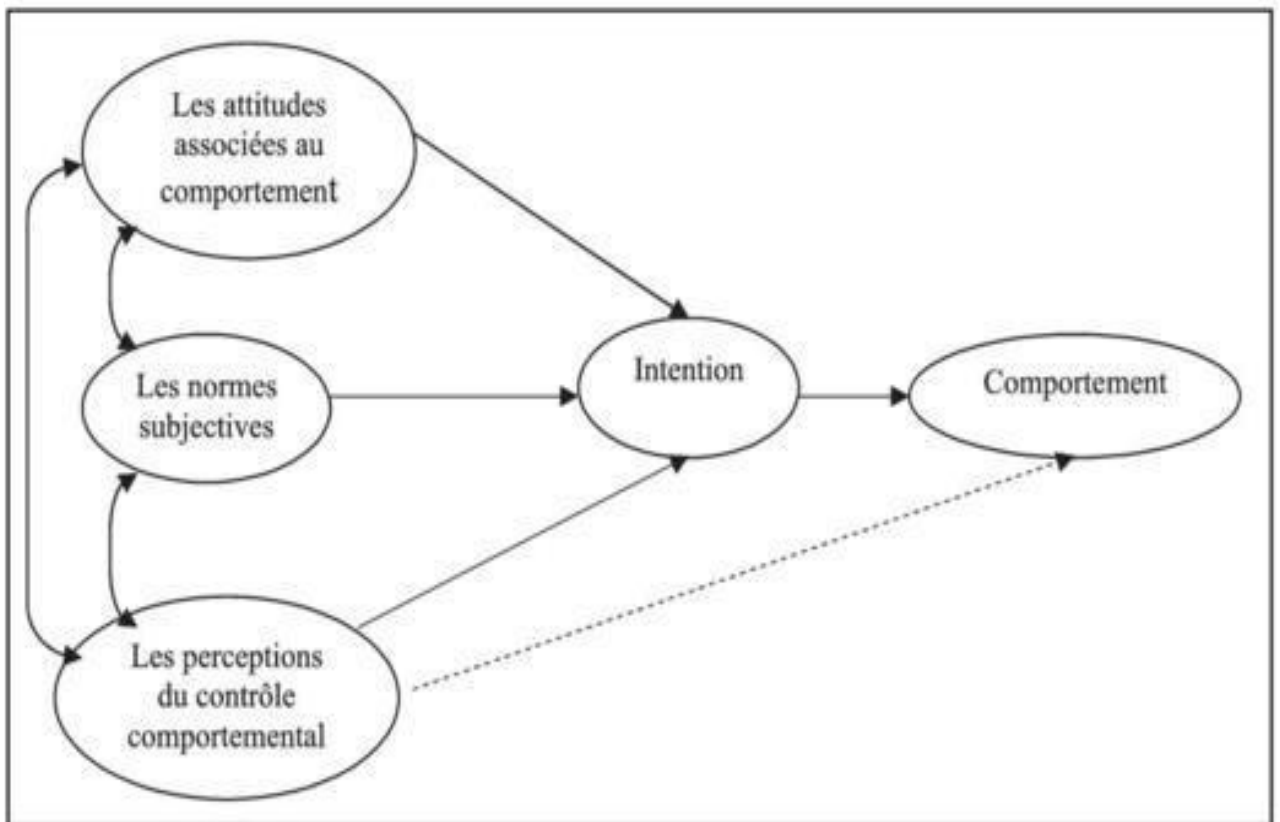 Les attitudes
associées au
comportement
Les normes
subjectives
Intention
Comportement
Les perceptions
du contrôle
comportemental